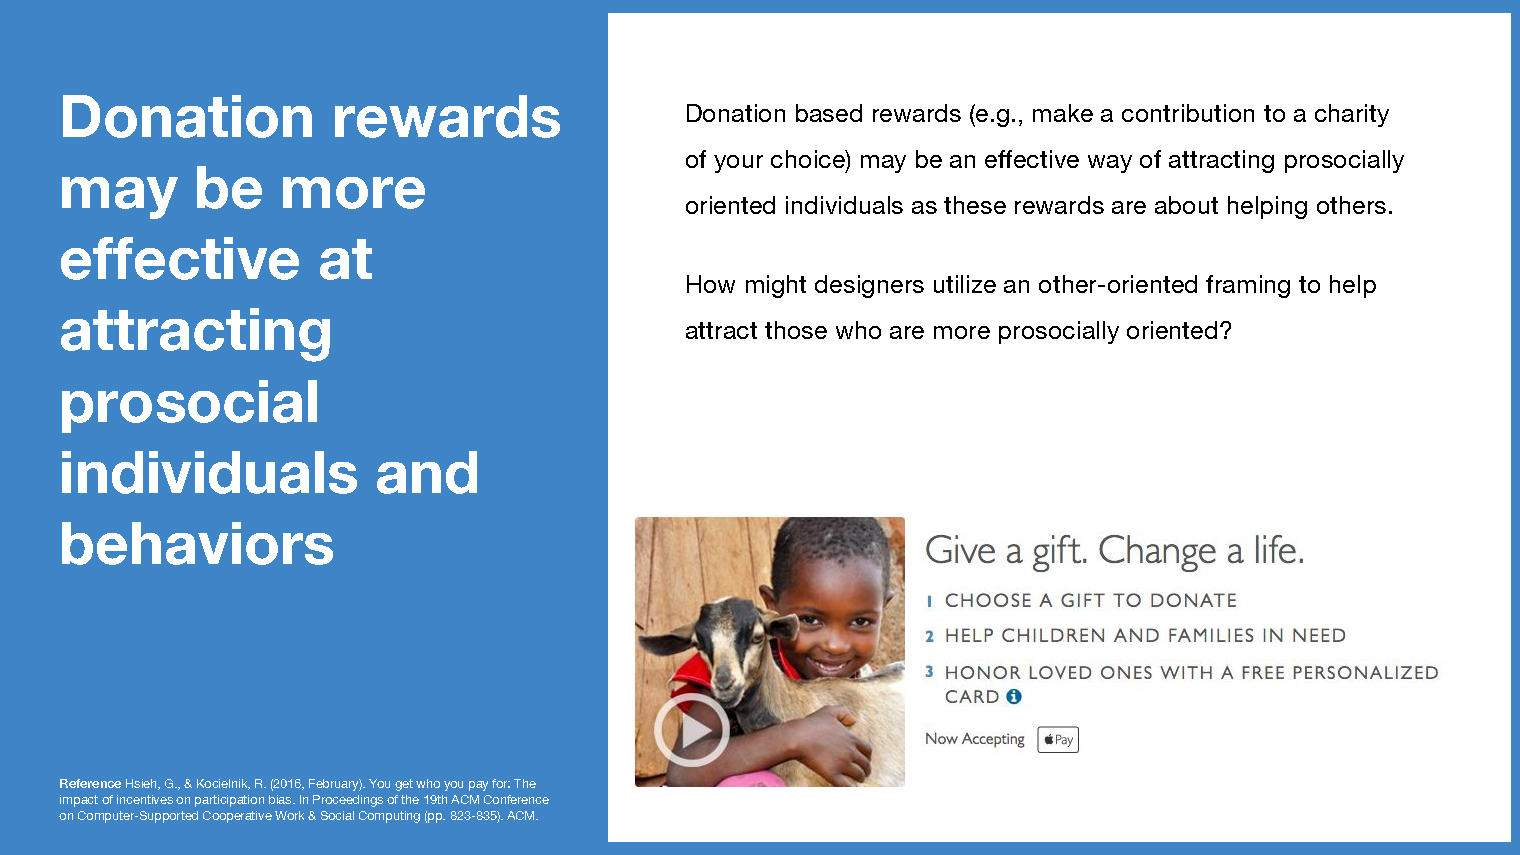 Donation rewards
may be more
effective at
attracting
prosocial
individuals and
behaviors
Reference Hsieh, G., & Kocielnik, R. (2016, February). You get who you pay for: The
impact of incentives on participation bias. In Proceedings of the 19th ACM Conference
on Computer-Supported Cooperative Work & Social Computing (pp. 823-835). ACM.
Donation based rewards (e.g., make a contribution to a charity
of your choice) may be an effective way of attracting prosocially
oriented individuals as these rewards are about helping others.
How might designers utilize an other-oriented framing to help
attract those who are more prosocially oriented?
Give a gift. Change a life.
1 CHOOSE A GIFT TO DONATE
2 HELP CHILDREN AND FAMILIES IN NEED
3 HONOR LOVED ONES WITH A FREE PERSONALIZED
CARD i
Now Accepting Pay